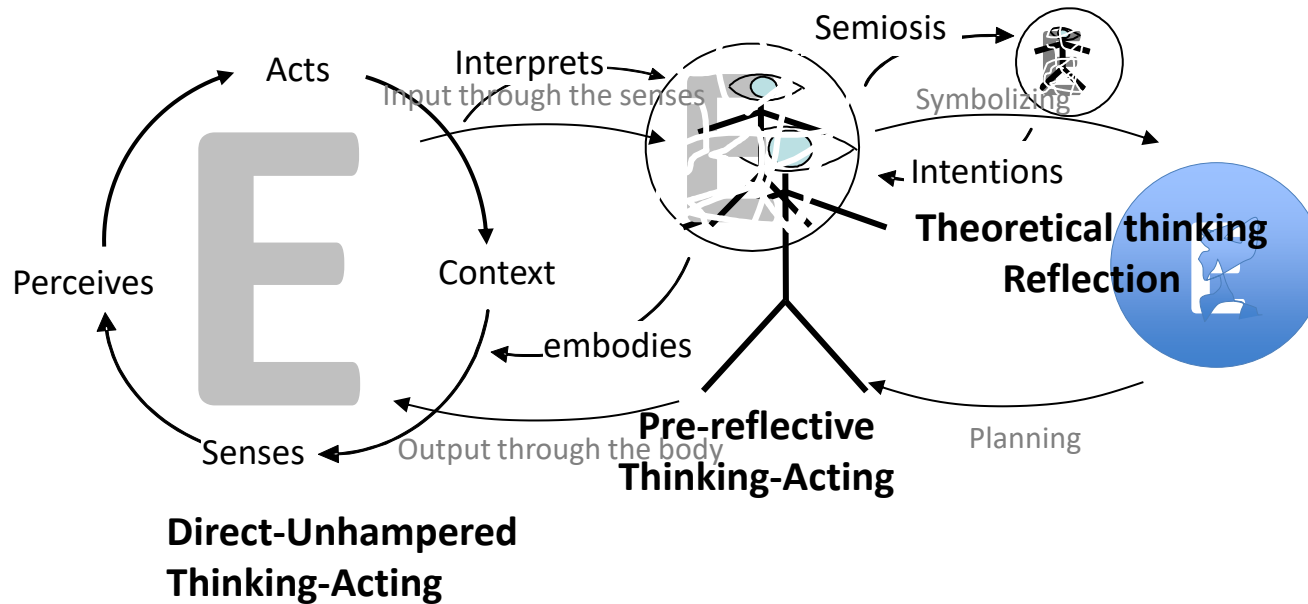 Semiosis
Acts
Interprets
Input through the senses
Symbolizing
E
Intentions
Perceives
Context
Theoretical thinking
Reflection
E
embodies
Senses
Output through the body
Pre-reflective
Thinking-Acting
Planning
Direct-Unhampered
Thinking-Acting